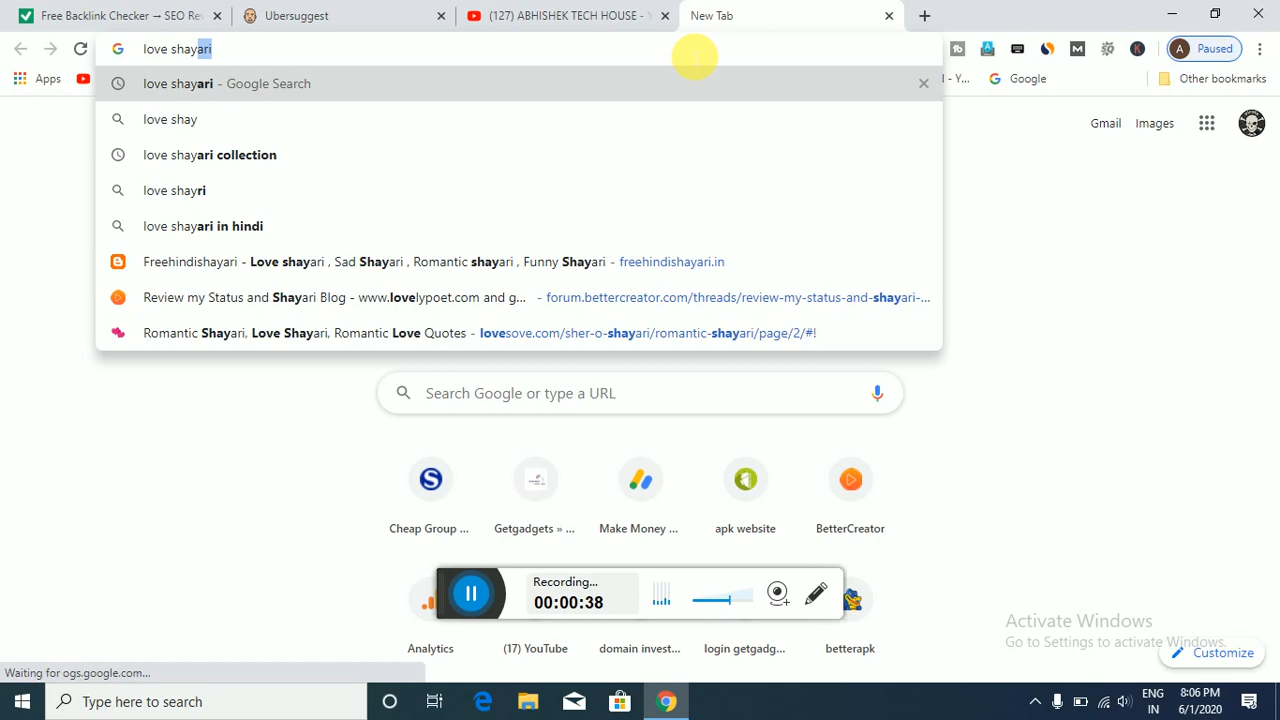 Free Backlink Checker → SEO Re
Ubersuggest
(127) ABHISHEK TECH HOUSE - Y
New Tab
love shayari
A Paused
Apps
- Y...
Google
Other bookmarks
love shayari - Google Search
love shay
love shayari collection
love shayri
love shayari in hindi
Freehindishayari - Love shayari , Sad Shayari , Romantic shayari , Funny Shayari - freehindishayari.in
Review my Status and Shayari Blog - www.lovelypoet.com and g... - forum.bettercreator.com/threads/review-my-status-and-shayari-...
Romantic Shayari, Love Shayari, Romantic Love Quotes - lovesove.com/sher-o-shayari/romantic-shayari/page/2/#!
Gmail Images
Search Google or type a URL
Cheap Group ...
Getgadgets » ...
Make Money ...
apk website
BetterCreator
Recording...
00:00:38
Analytics
(17) YouTube
domain invest...
login getgadg...
betterapk
Activate Windows
Go to Settings to activate Windows.
Customize
Waiting for ogs.google.com...
Type here to search
ENG
IN
8:06 PM
6/1/2020